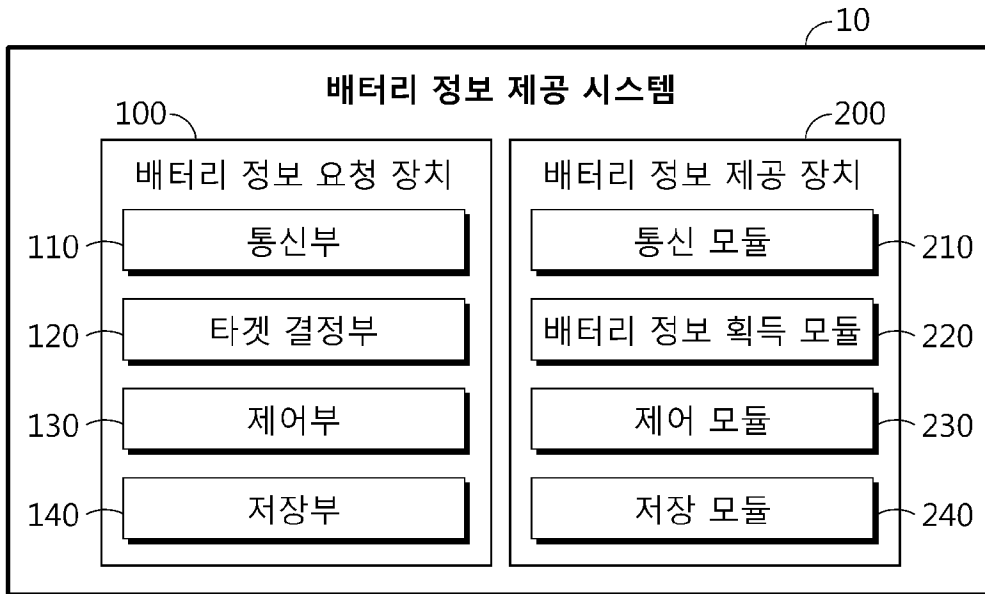 10
배터리 정보 제공 시스템
100
200
배터리 정보 요청 장치
배터리 정보 제공 장치
110
통신부
통신 모듈
210
120
타겟 결정부
배터리 정보 획득 모듈
220
130
제어부
제어 모듈
230
140
저장부
저장 모듈
240